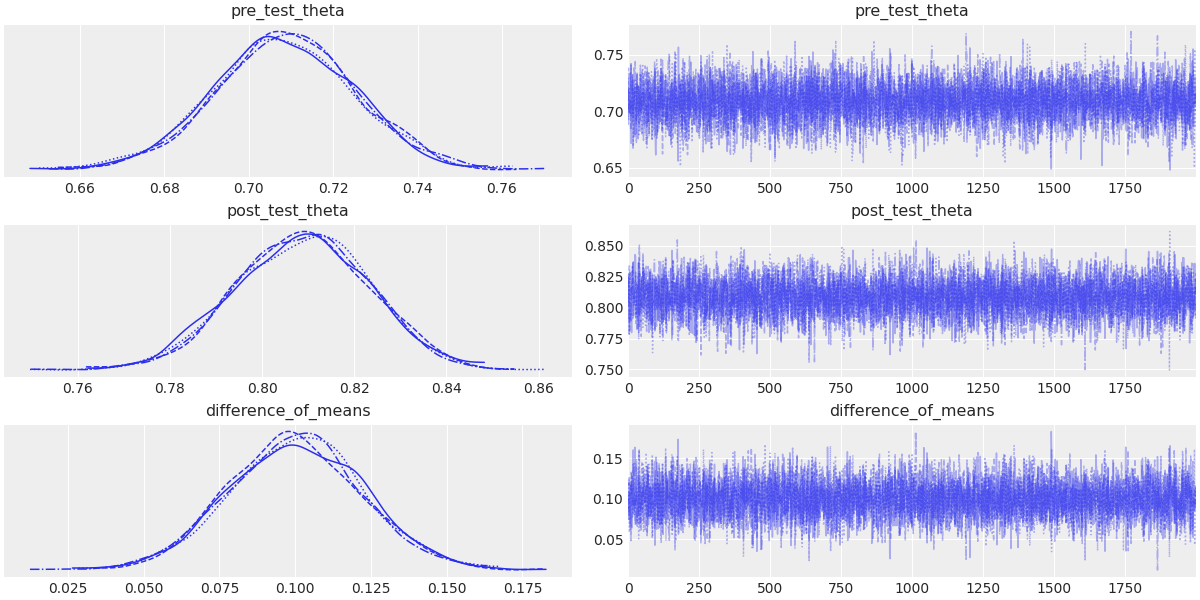 pre_test_theta
pre_test_theta
0.75
0.70
0.65
0.66 0.68 0.70 0.72 0.74 0.76
0 250 500 750 1000 1250 1500 1750
post_test_theta
post_test_theta
0.850
0.825
0.800
0.775
0.750
0.76 0.78 0.80 0.82 0.84 0.86
0 250 500 750 1000 1250 1500 1750
difference_of_means
difference_of_means
0.15
0.10
0.05
0.025 0.050 0.075 0.100 0.125 0.150 0.175
0 250 500 750 1000 1250 1500 1750